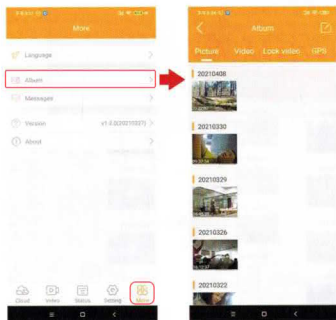 More
Language
Album
Messages
Version
v1.0.0(20210327)
About
Cloud
Video
Status
Setting
More
Album
Picture
Video
Lock video
GPS
20210408
20210330
20210329
20210326
20210322